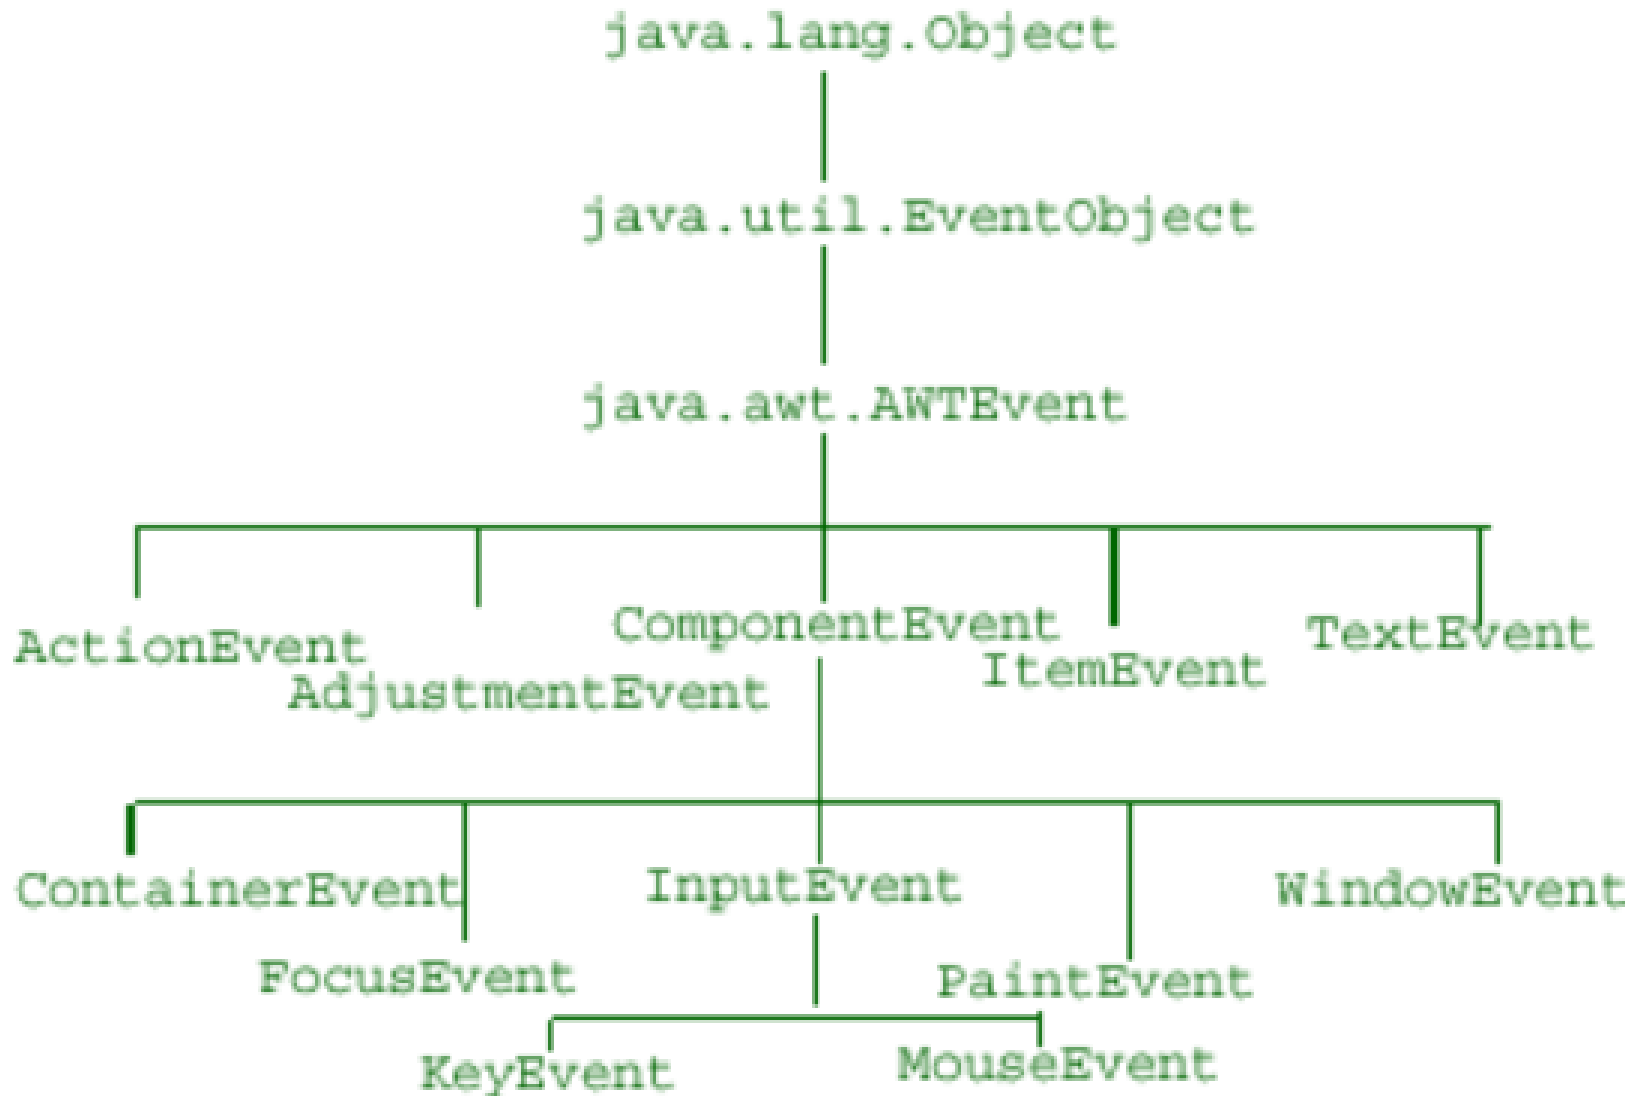 java.lang.Object
java.util.EventObject
java.awt.AWTEvent
ActionEvent
AdjustmentEvent
ComponentEvent
ItemEvent
TextEvent
ContainerEvent
FocusEvent
InputEvent
PaintEvent
WindowEvent
KeyEvent
MouseEvent